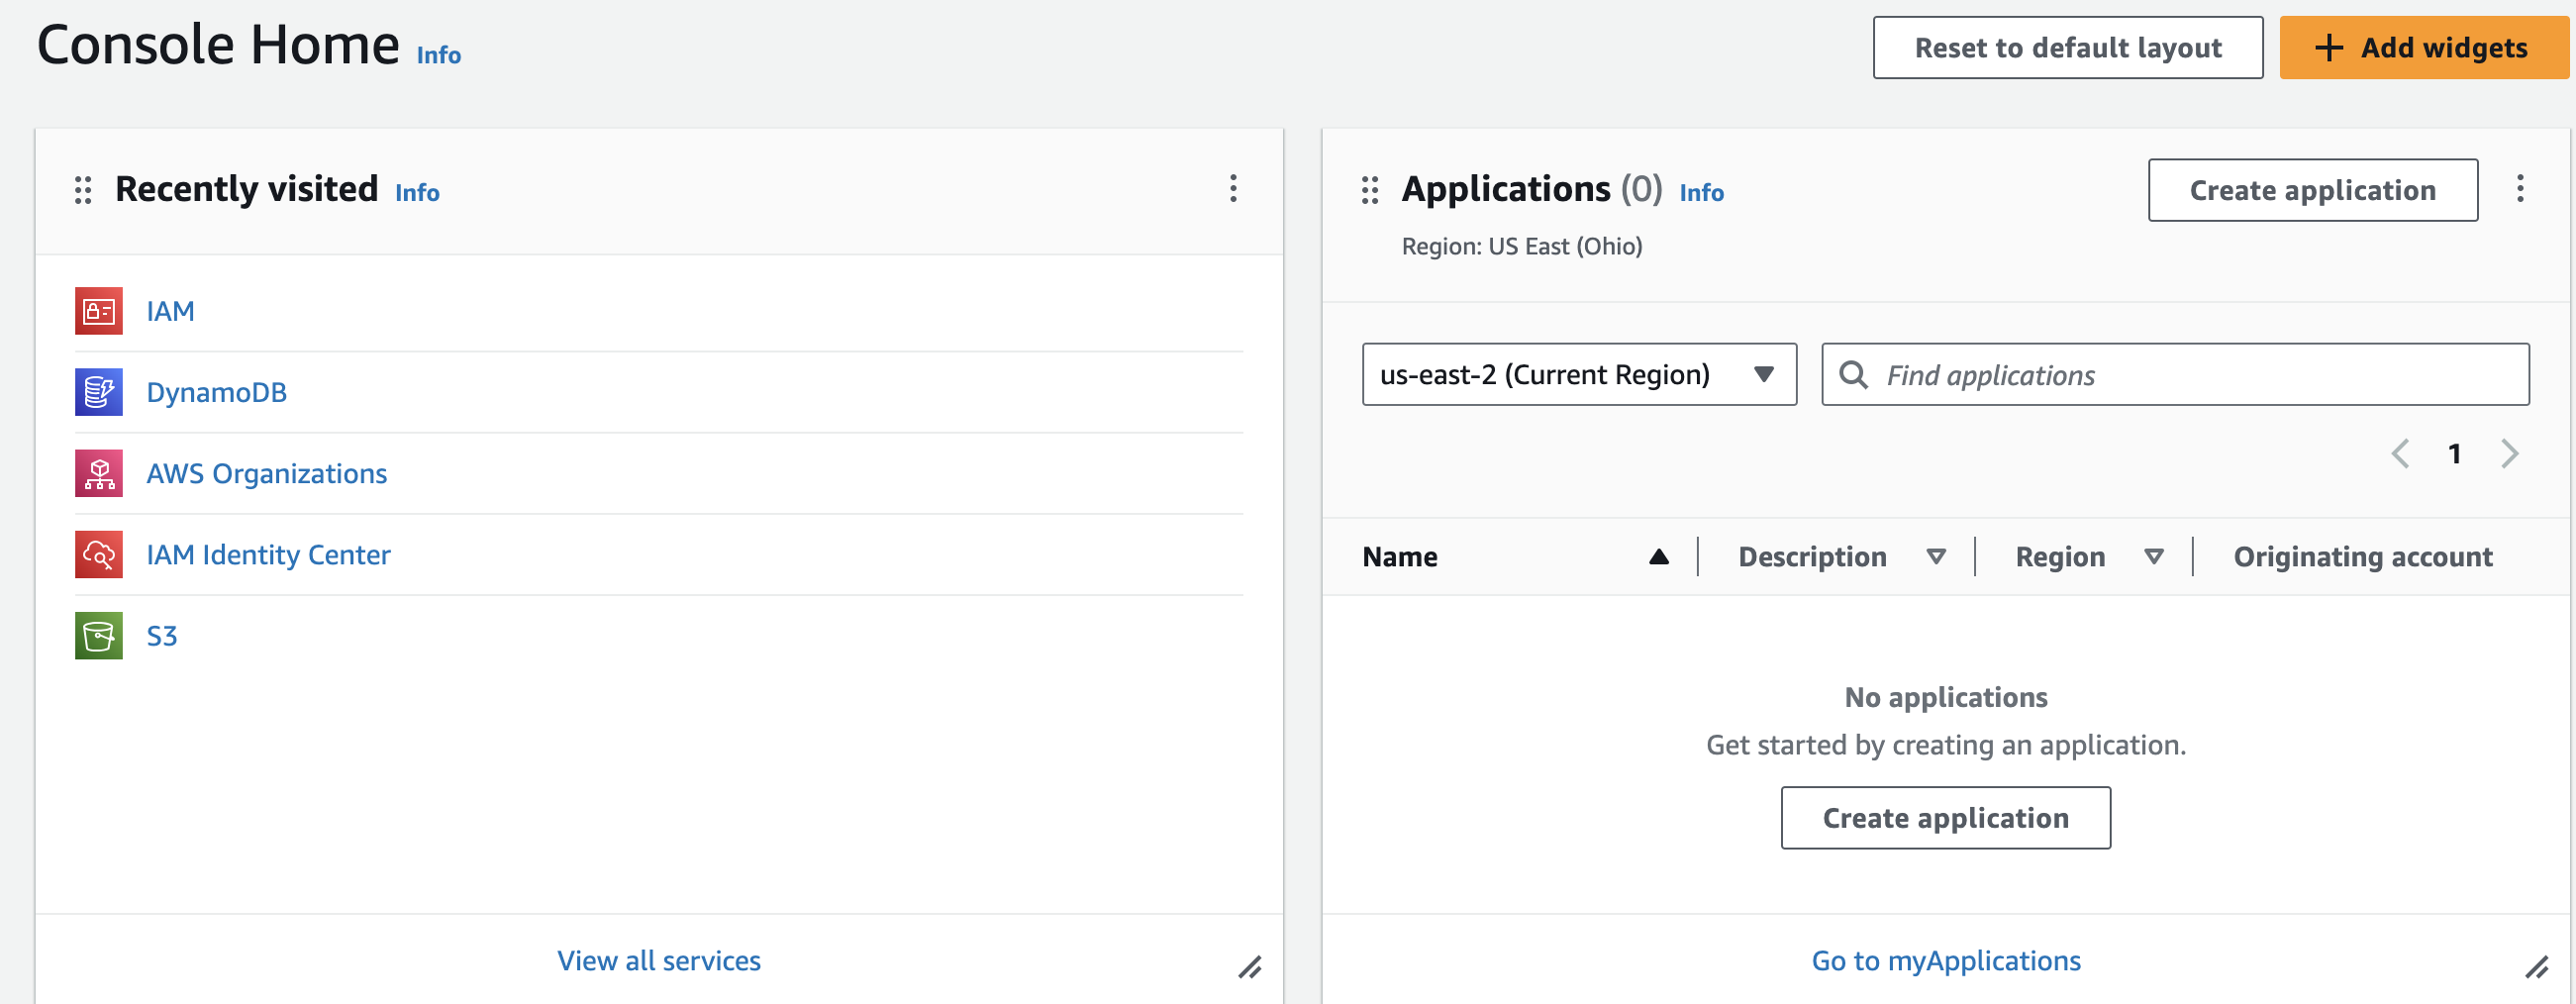 Console Home Info
Reset to default layout
Add widgets
Recently visited Info
IAM
DynamoDB
AWS Organizations
IAM Identity Center
S3
View all services
Applications (0) Info
Create application
Region: US East (Ohio)
us-east-2 (Current Region)
Find applications
1
Name Description Region Originating account
No applications
Get started by creating an application.
Create application
Go to myApplications